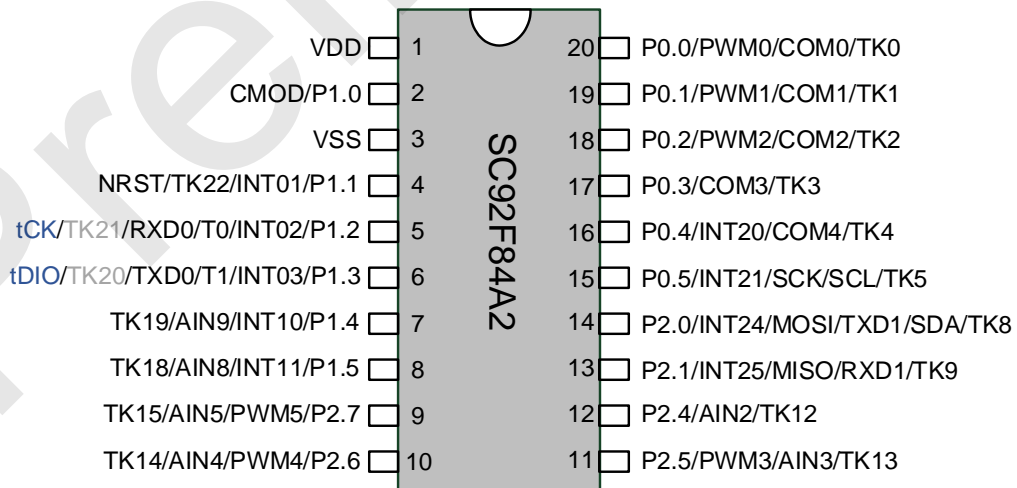 VDD 1 20 P0.0/PWM0/COM0/TK0
CMOD/P1.0 2 19 P0.1/PWM1/COM1/TK1
VSS 3 18 P0.2/PWM2/COM2/TK2
NRST/TK22/INT01/P1.1 4 17 P0.3/COM3/TK3
tCK/TK21/RXD0/T0/INT02/P1.2 5 16 P0.4/INT20/COM4/TK4
tDIO/TK20/TXD0/T1/INT03/P1.3 6 15 P0.5/INT21/SCK/SCL/TK5
TK19/AIN9/INT10/P1.4 7 14 P2.0/INT24/MOSI/TXD1/SDA/TK8
TK18/AIN8/INT11/P1.5 8 13 P2.1/INT25/MISO/RXD1/TK9
TK15/AIN5/PWM5/P2.7 9 12 P2.4/AIN2/TK12
TK14/AIN4/PWM4/P2.6 10 11 P2.5/PWM3/AIN3/TK13
SC92F84A2
Pre